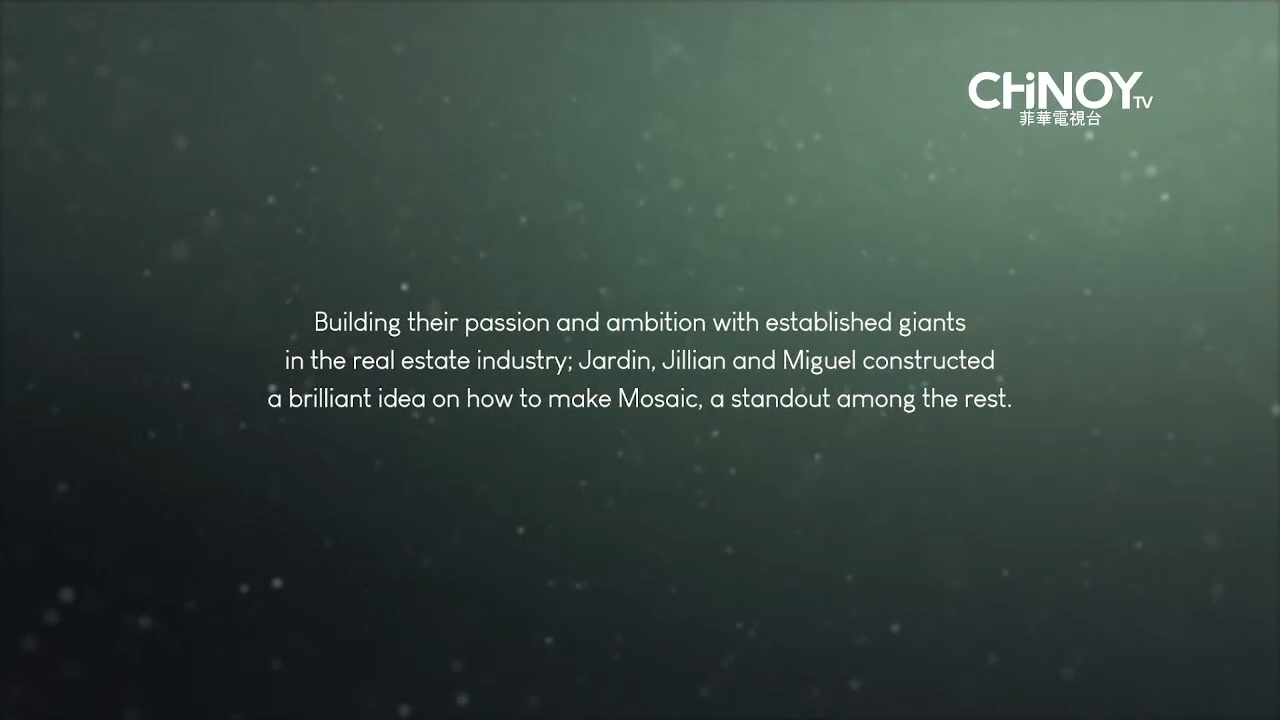 CHiNOY TV
菲華電視台
Building their passion and ambition with established giants
in the real estate industry; Jardin, Jillian and Miguel constructed
a brilliant idea on how to make Mosaic, a standout among the rest.